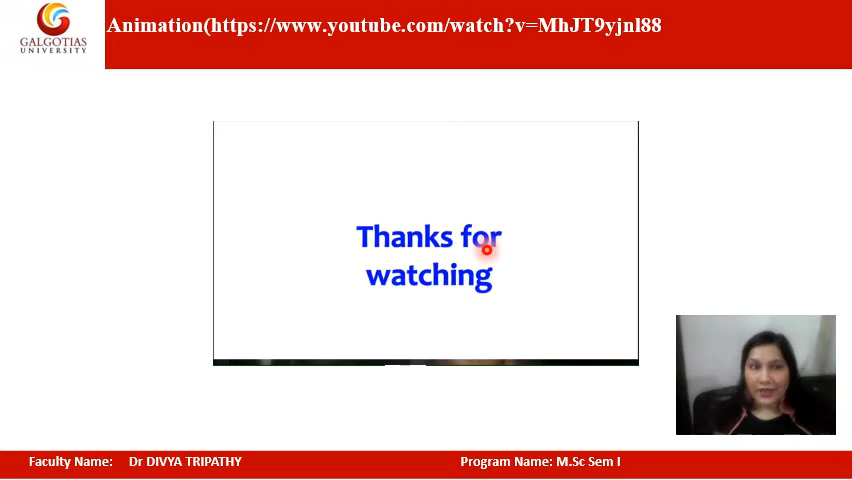 GALGOTIAS
UNIVERSITY
Animation(https://www.youtube.com/watch?v=MhJT9yjnl88
Thanks for
watching
Faculty Name: Dr DIVYA TRIPATHY
Program Name: M.Sc Sem I